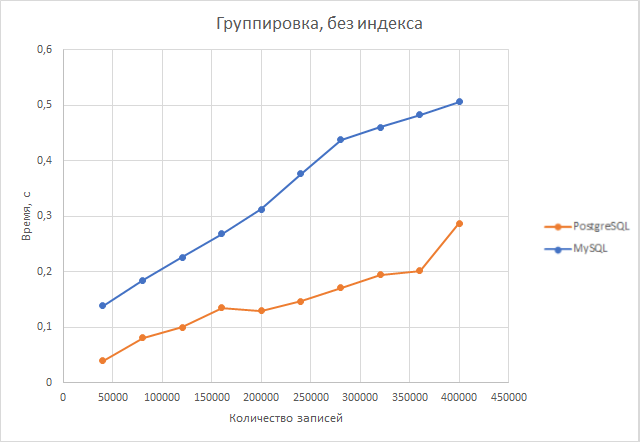 Группировка, без индекса
0,6
0,5
0,4
0,3
0,2
0,1
0
Время, с
0 50000 100000 150000 200000 250000 300000 350000 400000 450000
Количество записей
PostgreSQL
MySQL